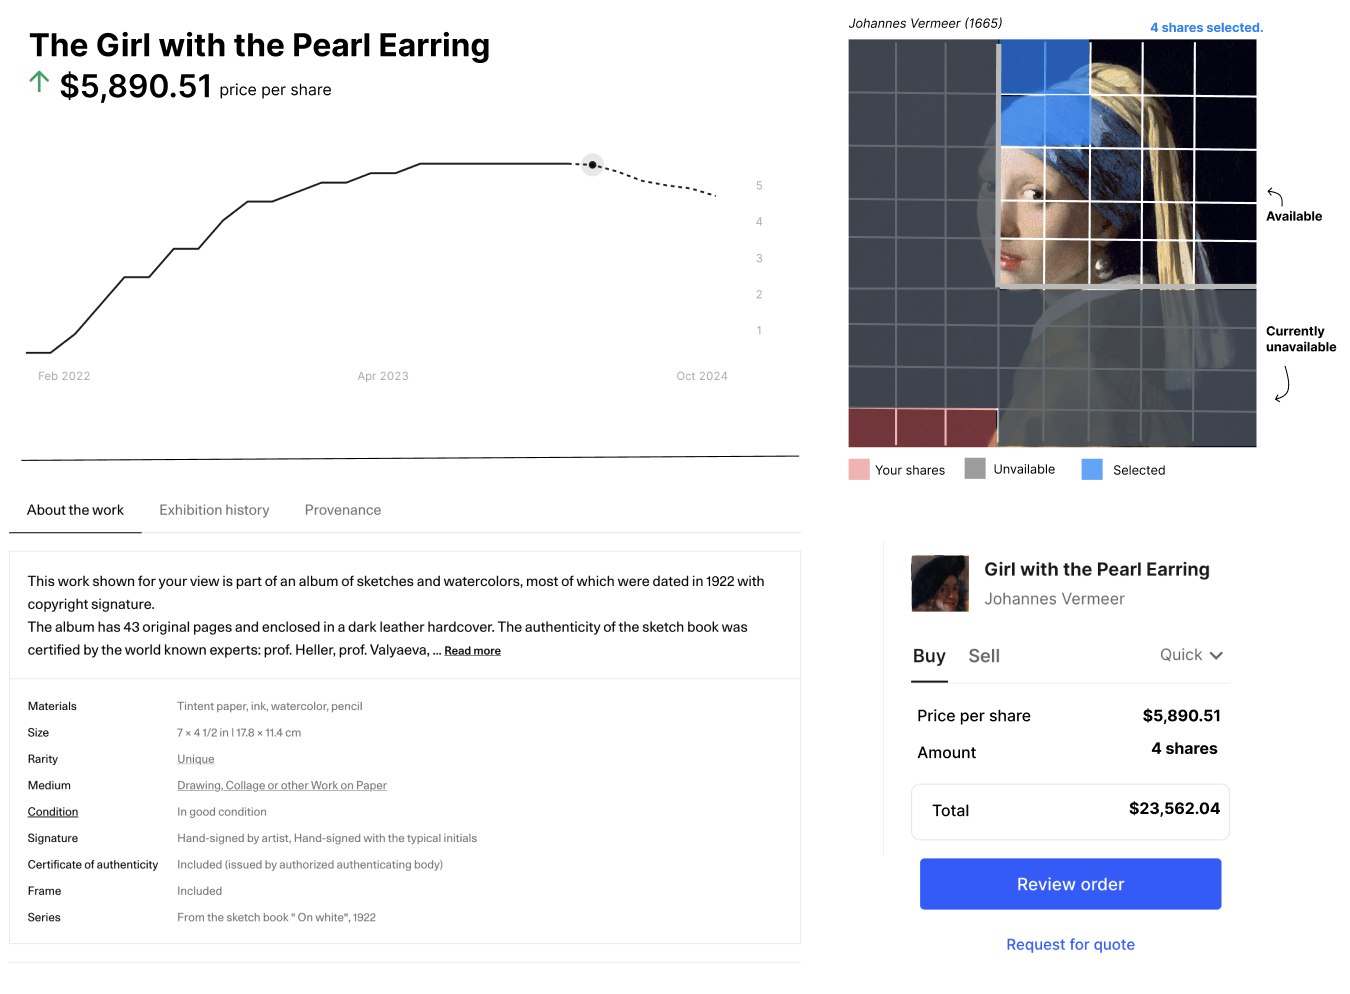 The Girl with the Pearl Earring
$5,890.51 price per share
5
4
3
2
1
Feb 2022 Apr 2023 Oct 2024
Johannes Vermeer (1665)
4 shares selected.
Available
Currently
unavailable
Your shares Unvailable Selected
About the work Exhibition history Provenance
This work shown for your view is part of an album of sketches and watercolors, most of which were dated in 1922 with
copyright signature.
The album has 43 original pages and enclosed in a dark leather hardcover. The authenticity of the sketch book was
certified by the world known experts: prof. Heller, prof. Valyaeva, ... Read more
Materials Tintent paper, ink, watercolor, pencil
Size 7 × 4 1/2 in | 17.8 × 11.4 cm
Rarity Unique
Medium Drawing, Collage or other Work on Paper
Condition In good condition
Signature Hand-signed by artist, Hand-signed with the typical initials
Certificate of authenticity Included (issued by authorized authenticating body)
Frame Included
Series From the sketch book " On white", 1922
Girl with the Pearl Earring
Johannes Vermeer
Buy Sell Quick
Price per share $5,890.51
Amount 4 shares
Total $23,562.04
Review order
Request for quote